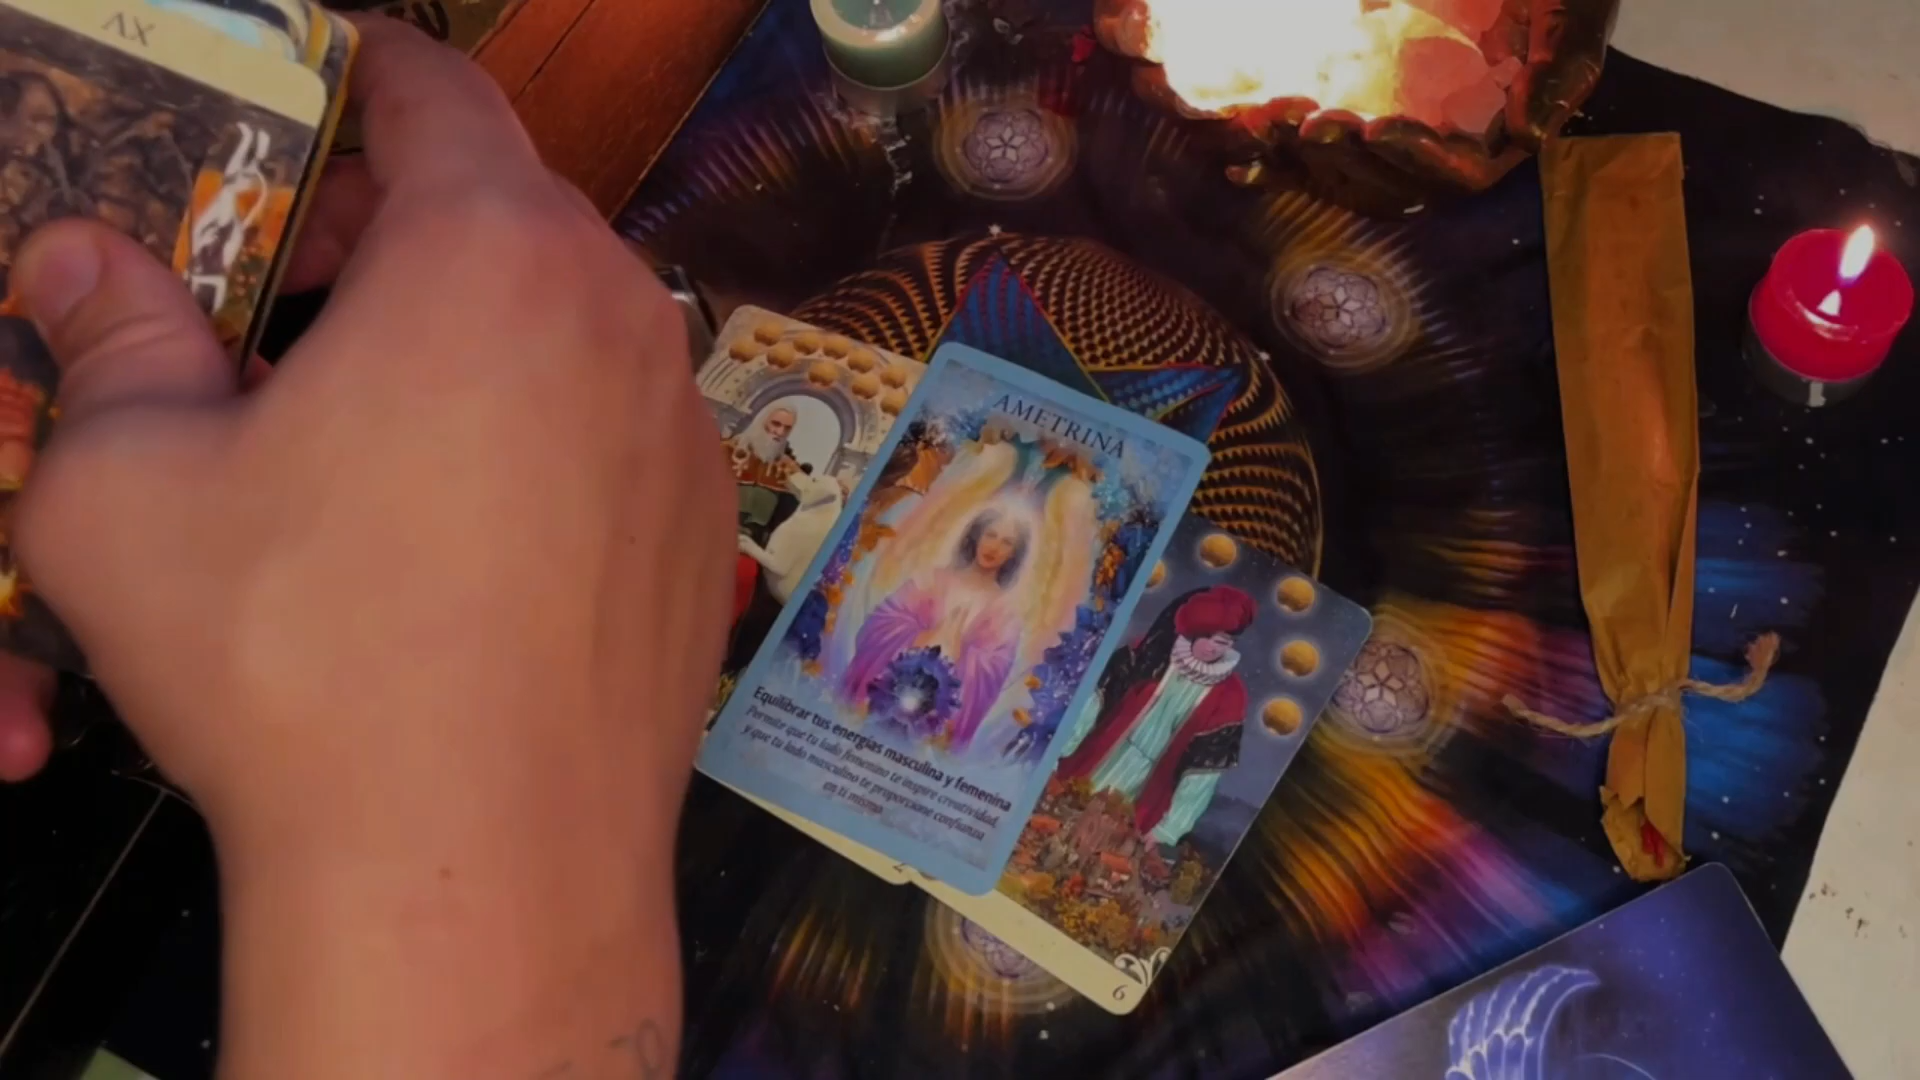 XV
AMETRINA
Equilibrar tus energías masculina y femenina
Permite que tu lado femenino te inspire creatividad,
y que tu lado masculino te proporcione confianza
en ti mismo.
6